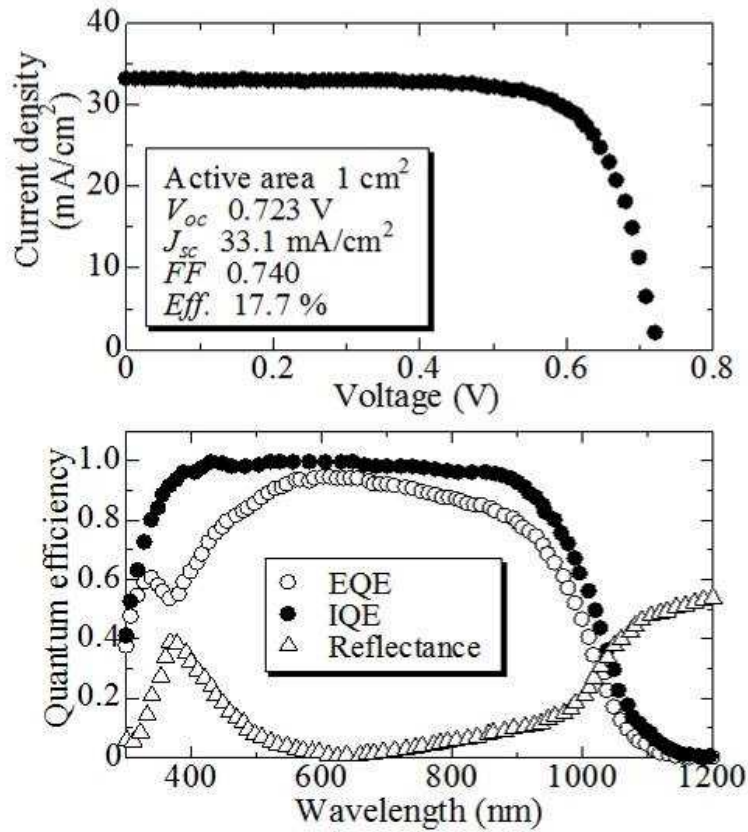 40
30
20
10
0
Current density
(mA/cm²)
Active area 1 cm²
Voc 0.723 V
Jsc 33.1 mA/cm²
FF 0.740
Eff. 17.7 %
0 0.2 0.4 0.6 0.8
Voltage (V)
1.0
0.8
0.6
0.4
0.2
0
Quantum efficiency
EQE
IQE
Reflectance
400 600 800 1000 1200
Wavelength (nm)